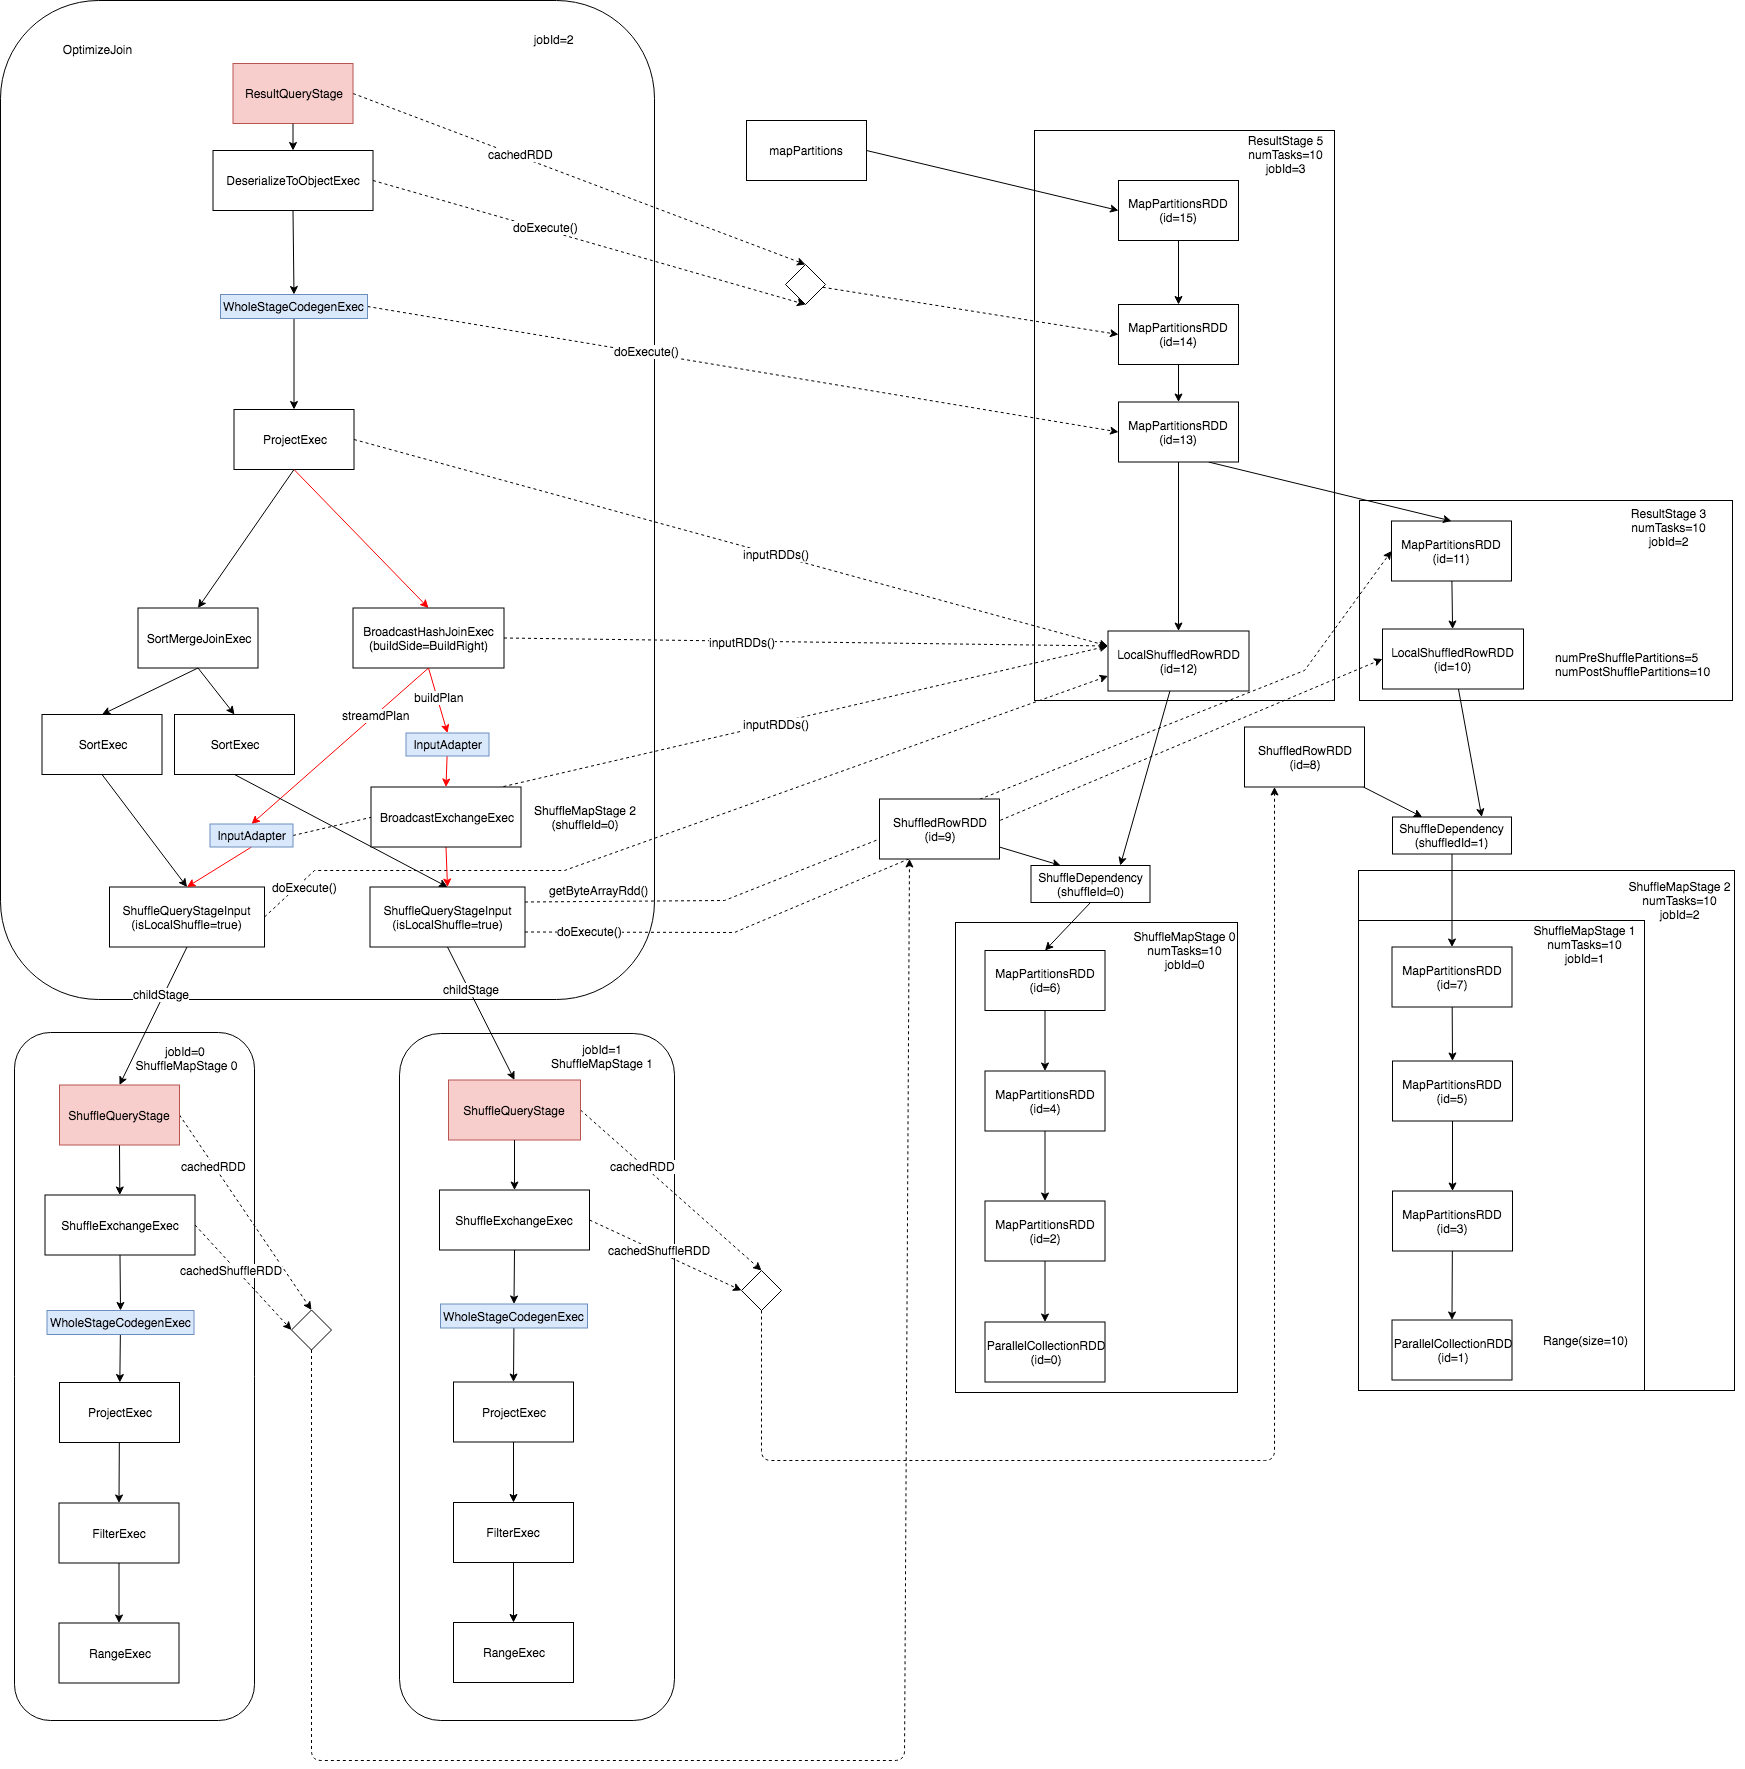 OptimizeJoin
jobId=2
ResultQueryStage
cachedRDD
DeserializeToObjectExec
doExecute()
WholeStageCodegenExec
doExecute()
ProjectExec
inputRDDs()
SortMergeJoinExec
BroadcastHashJoinExec
(buildSide=BuildRight)
inputRDDs()
buildPlan
streamdPlan
SortExec
SortExec
InputAdapter
inputRDDs()
BroadcastExchangeExec
ShuffleMapStage 2
(shuffleId=0)
InputAdapter
doExecute()
getByteArrayRdd()
ShuffleQueryStageInput
(isLocalShuffle=true)
ShuffleQueryStageInput
(isLocalShuffle=true)
doExecute()
childStage
childStage
jobId=0
ShuffleMapStage 0
ShuffleQueryStage
cachedRDD
ShuffleExchangeExec
cachedShuffleRDD
WholeStageCodegenExec
ProjectExec
FilterExec
RangeExec
jobId=1
ShuffleMapStage 1
ShuffleQueryStage
cachedRDD
ShuffleExchangeExec
cachedShuffleRDD
WholeStageCodegenExec
ProjectExec
FilterExec
RangeExec
mapPartitions
ResultStage 5
numTasks=10
jobId=3
MapPartitionsRDD
(id=15)
MapPartitionsRDD
(id=14)
MapPartitionsRDD
(id=13)
LocalShuffledRowRDD
(id=12)
ResultStage 3
numTasks=10
jobId=2
MapPartitionsRDD
(id=11)
LocalShuffledRowRDD
(id=10)
numPreShufflePartitions=5
numPostShufflePartitions=10
ShuffledRowRDD
(id=8)
ShuffledRowRDD
(id=9)
ShuffleDependency
(shuffledId=1)
ShuffleDependency
(shuffleId=0)
ShuffleMapStage 0
numTasks=10
jobId=0
MapPartitionsRDD
(id=6)
MapPartitionsRDD
(id=4)
MapPartitionsRDD
(id=2)
ParallelCollectionRDD
(id=0)
ShuffleMapStage 2
numTasks=10
jobId=2
ShuffleMapStage 1
numTasks=10
jobId=1
MapPartitionsRDD
(id=7)
MapPartitionsRDD
(id=5)
MapPartitionsRDD
(id=3)
ParallelCollectionRDD
(id=1)
Range(size=10)